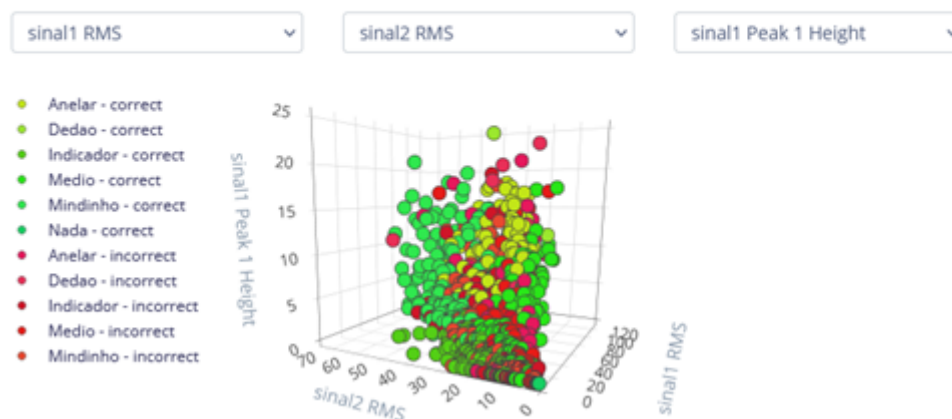 sinal1 RMS
sinal2 RMS
sinal1 Peak 1 Height
Anelar - correct
Dedao - correct
Indicador - correct
Medio - correct
Mindinho - correct
Nada - correct
Anelar - incorrect
Dedao - incorrect
Indicador - incorrect
Medio - incorrect
Mindinho - incorrect
25
20
15
10
5
0
sinal1 Peak 1 Height
70
60
50
40
30
20
10
0
sinal2 RMS
120
20
0
sinal1 RMS